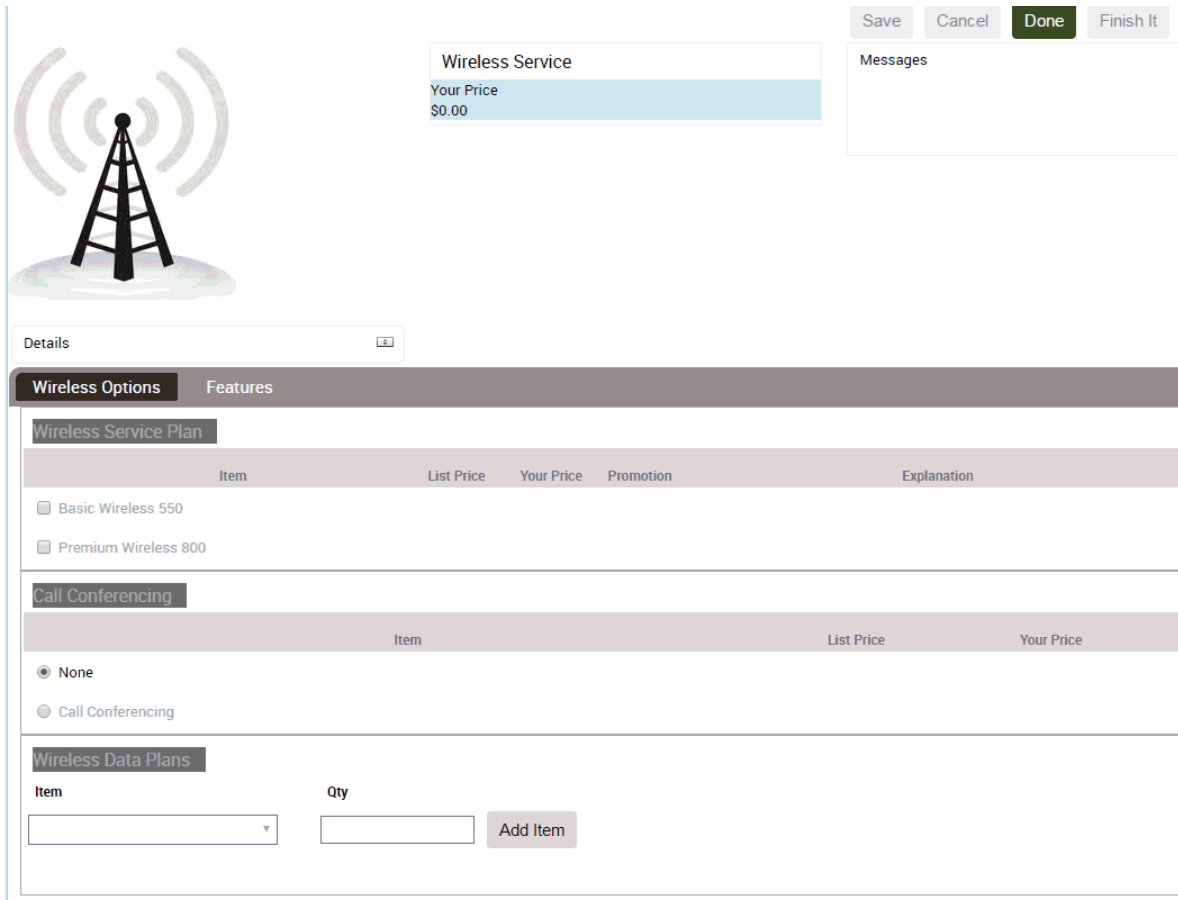 Save Cancel Done Finish It
Wireless Service
Messages
Your Price
$0.00
Details
Wireless Options Features
Wireless Service Plan
Item List Price Your Price Promotion Explanation
Basic Wireless 550
Premium Wireless 800
Call Conferencing
Item List Price Your Price
None
Call Conferencing
Wireless Data Plans
Item Qty
Add Item